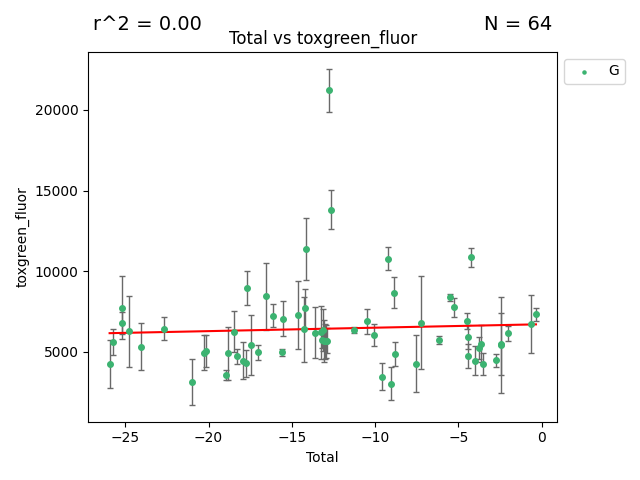 r^2 = 0.00
N = 64
Total vs toxgreen_fluor
G
20000
15000
10000
5000
toxgreen_fluor
−25
−20
−15
−10
−5
0
Total